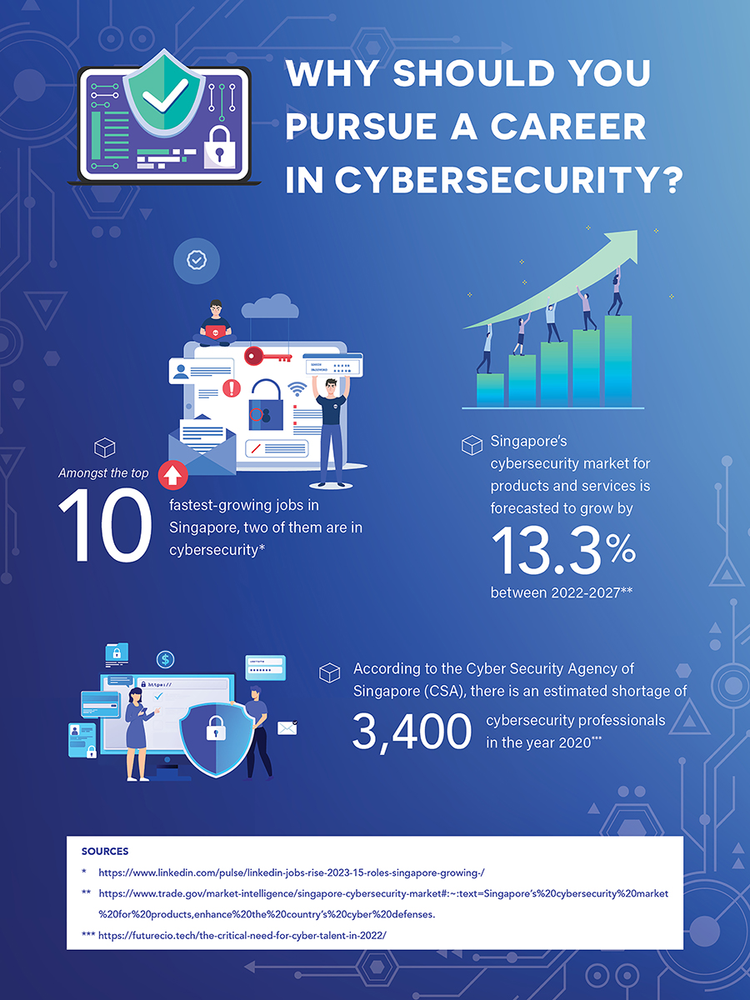 WHY SHOULD YOU
PURSUE A CAREER
IN CYBERSECURITY?
Amongst the top
10
fastest-growing jobs in
Singapore, two of them are in
cybersecurity*
Singapore's
cybersecurity market for
products and services is
forecasted to grow by
13.3%
between 2022-2027**
https://
According to the Cyber Security Agency of
Singapore (CSA), there is an estimated shortage of
3,400
cybersecurity professionals
in the year 2020***
SOURCES
* https://www.linkedin.com/pulse/linkedin-jobs-rise-2023-15-roles-singapore-growing-/
** https://www.trade.gov/market-intelligence/singapore-cybersecurity-market#:~:text=Singapore's%20cybersecurity%20market
%20for%20products,enhance%20the%20country's%20cyber%20defenses.
*** https://futurecio.tech/the-critical-need-for-cyber-talent-in-2022/